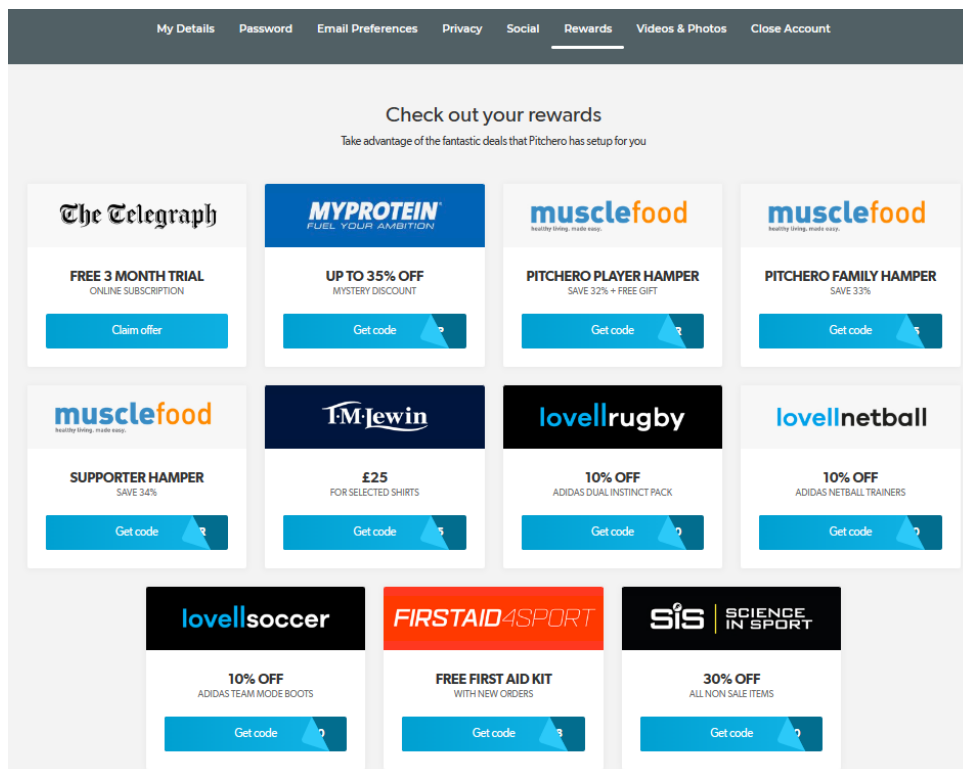 My Details Password Email Preferences Privacy Social Rewards Videos & Photos Close Account
Check out your rewards
Take advantage of the fantastic deals that Pitchero has setup for you
The Telegraph
FREE 3 MONTH TRIAL
ONLINE SUBSCRIPTION
Claim offer
MYPROTEIN
FUEL YOUR AMBITION
UP TO 35% OFF
MYSTERY DISCOUNT
Get code
musclefood
healthy living. made easy.
PITCHERO PLAYER HAMPER
SAVE 32% + FREE GIFT
Get code
musclefood
healthy living. made easy.
PITCHERO FAMILY HAMPER
SAVE 33%
Get code
musclefood
healthy living. made easy.
SUPPORTER HAMPER
SAVE 34%
Get code
T·M·Lewin
£25
FOR SELECTED SHIRTS
Get code
lovellrugby
10% OFF
ADIDAS DUAL INSTINCT PACK
Get code
lovellnetball
10% OFF
ADIDAS NETBALL TRAINERS
Get code
lovellsoccer
10% OFF
ADIDAS TEAM MODE BOOTS
Get code
FIRSTAID4SPORT
FREE FIRST AID KIT
WITH NEW ORDERS
Get code
SiS SCIENCE
IN SPORT
30% OFF
ALL NON SALE ITEMS
Get code